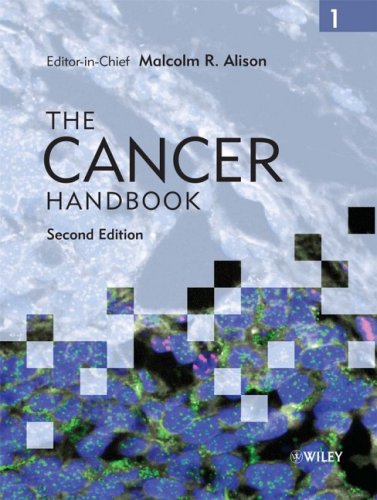 1
Editor-in-Chief Malcolm R. Alison
THE
CANCER
HANDBOOK
Second Edition
WILEY